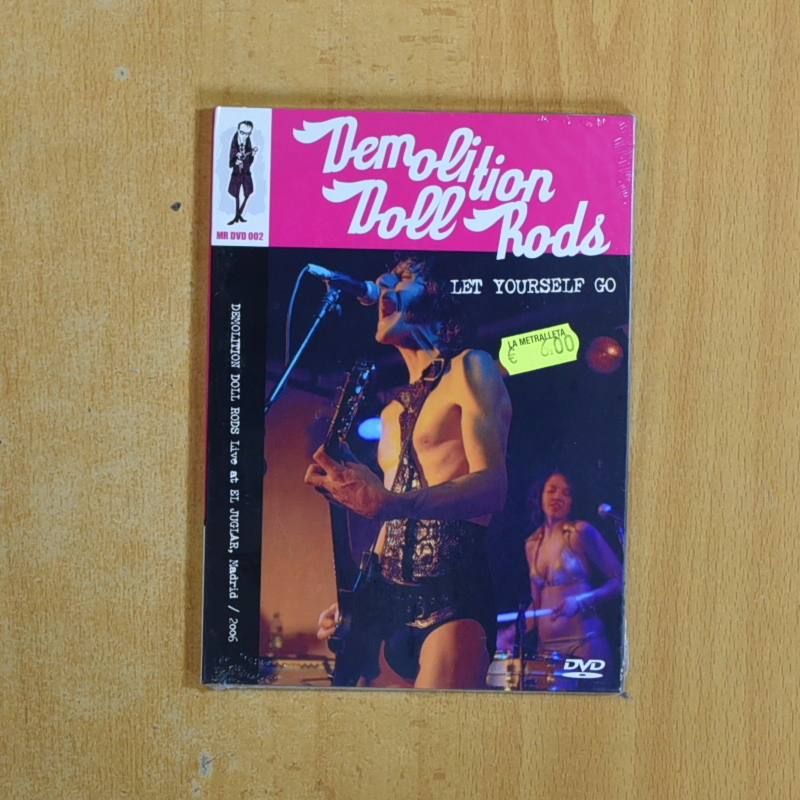 Demolition
Doll Rods
MR DVD 002
LET YOURSELF GO
LA METRALLETA
€ 2.00
DEMOLITION DOLL RODS Live at EL JUGLAR, Madrid / 2006
DVD